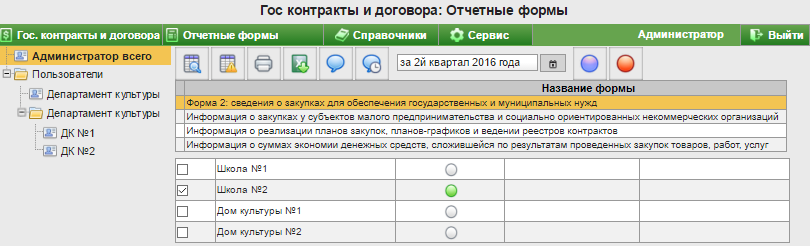 Гос контракты и договора: Отчетные формы
Гос. контракты и договора
Отчетные формы
Справочники
Сервис
Администратор
Выйти
Администратор всего
Пользователи
Департамент культуры
Департамент культуры
ДК №1
ДК №2
за 2й квартал 2016 года
Название формы
Форма 2: сведения о закупках для обеспечения государственных и муниципальных нужд
Информация о закупках у субъектов малого предпринимательства и социально ориентированных некоммерческих организаций
Информация о реализации планов закупок, планов-графиков и ведении реестров контрактов
Информация о суммах экономии денежных средств, сложившейся по результатам проведенных закупок товаров, работ, услуг
Школа №1
Школа №2
Дом культуры №1
Дом культуры №2